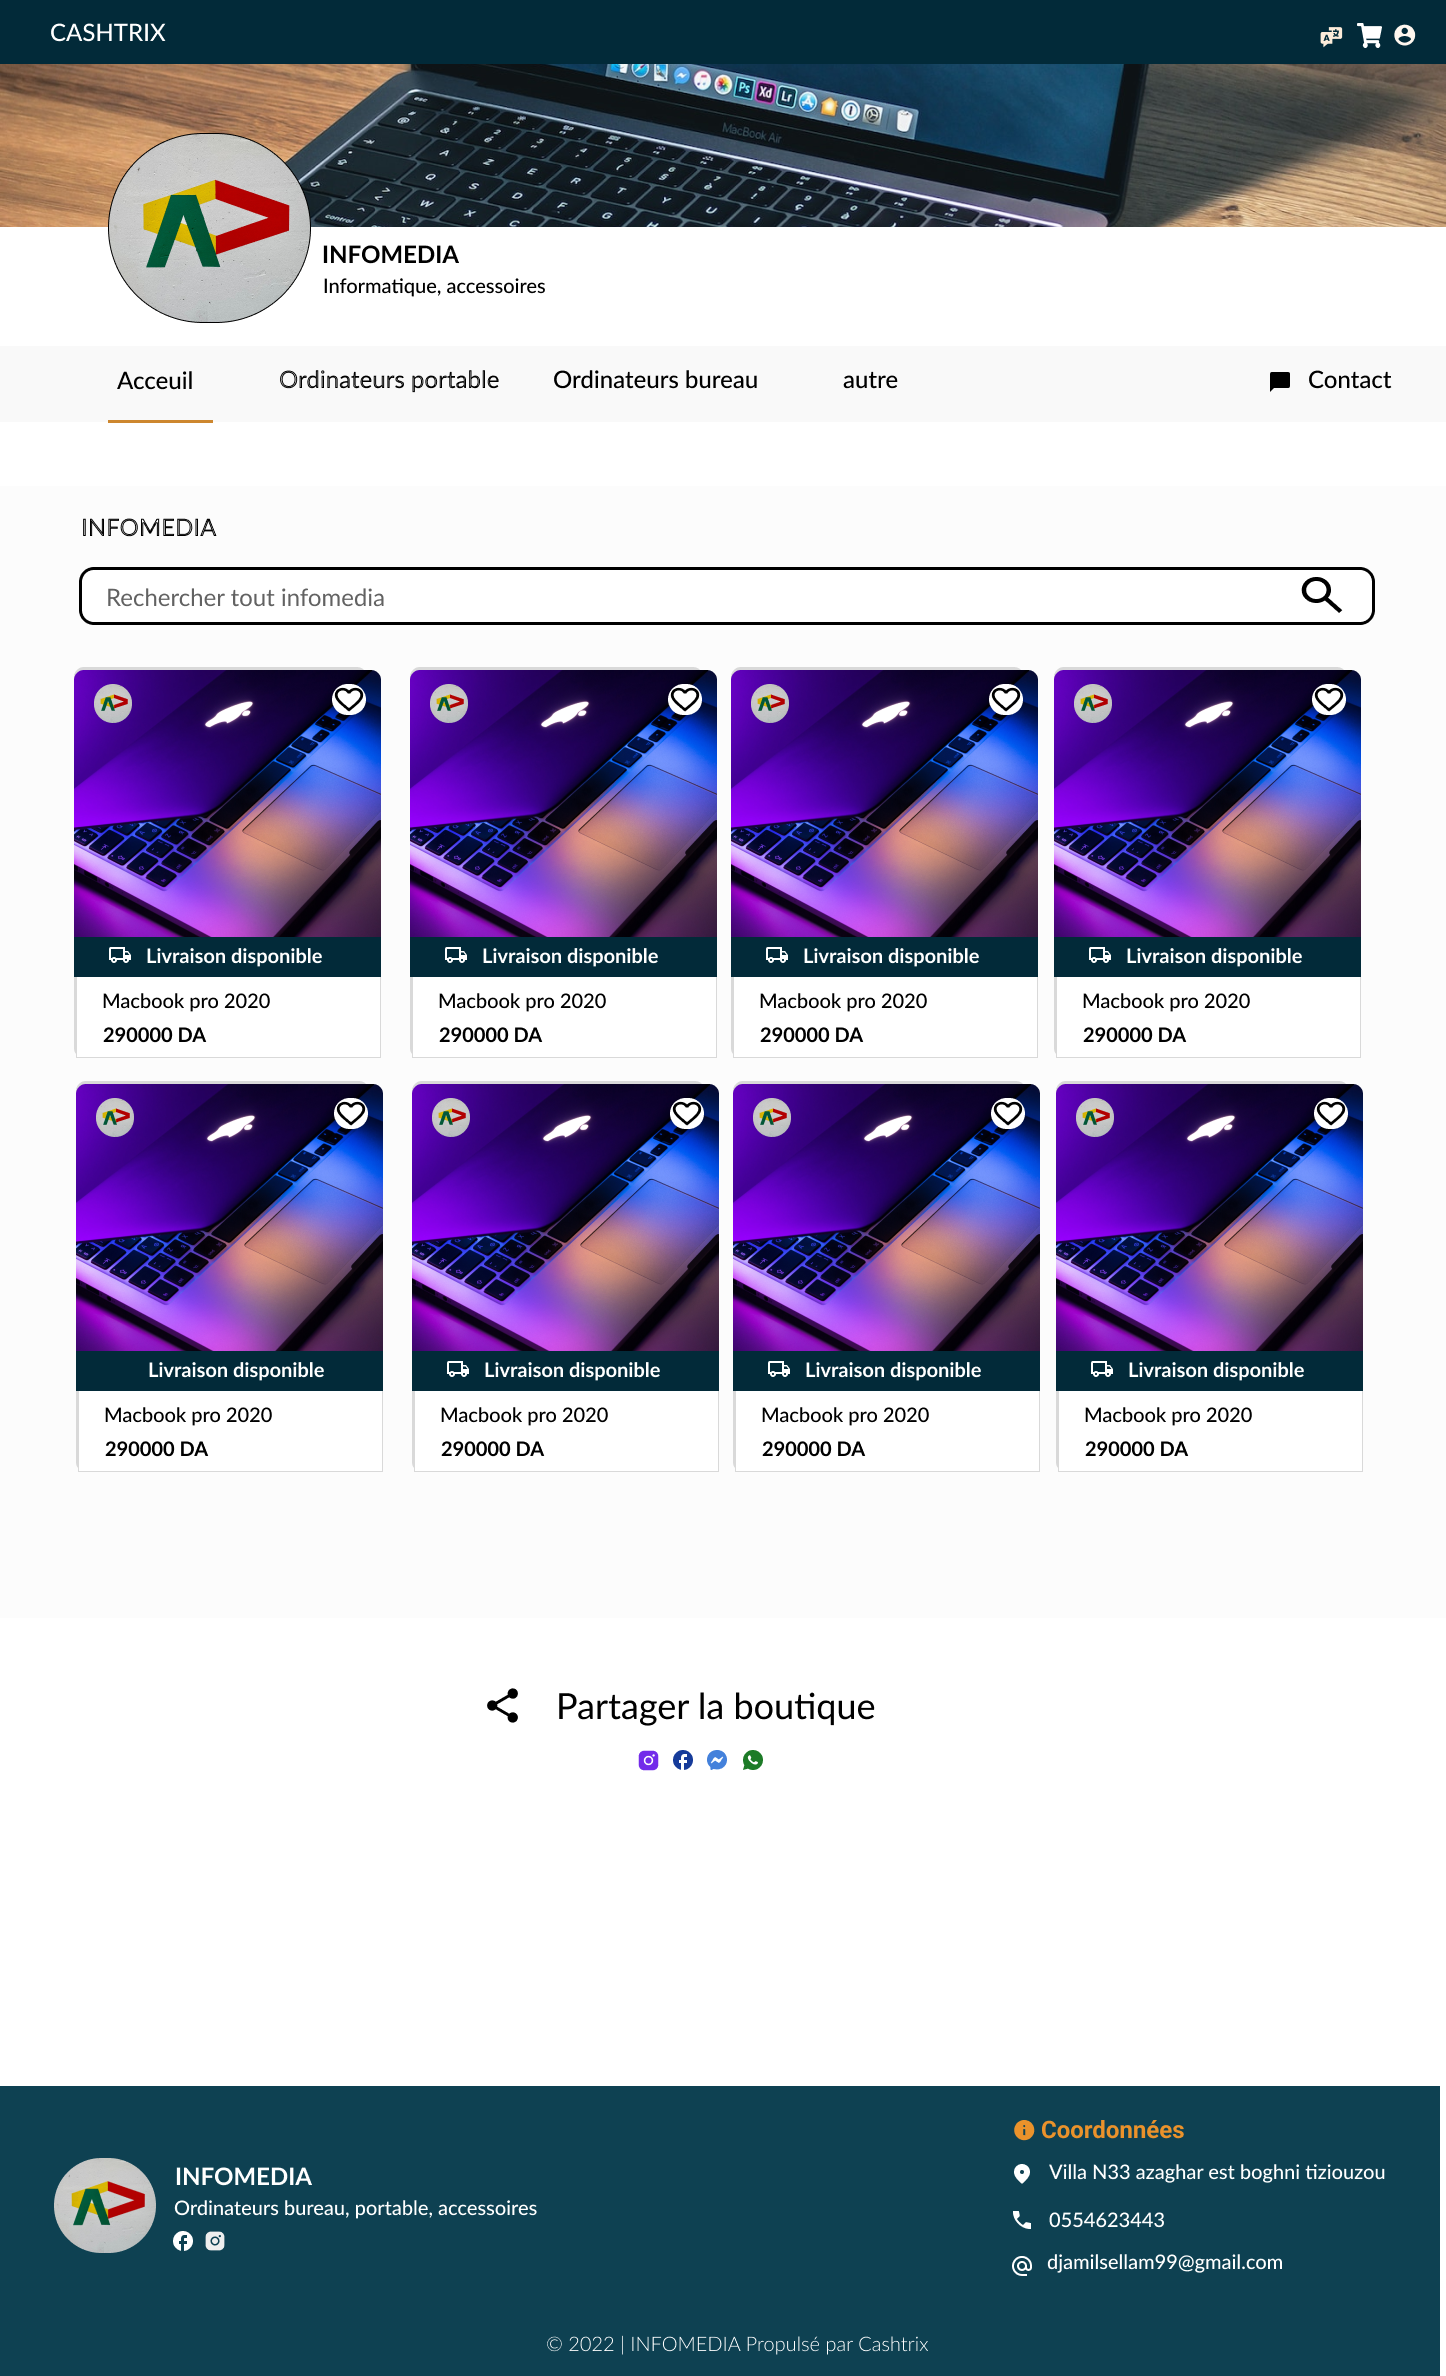 CASHTRIX
Ps Xd Lr
MacBook Air
INFOMEDIA
Informatique, accessoires
Acceuil Ordinateurs portable Ordinateurs bureau autre Contact
INFOMEDIA
Rechercher tout infomedia
Livraison disponible Livraison disponible Livraison disponible Livraison disponible
Macbook pro 2020 Macbook pro 2020 Macbook pro 2020 Macbook pro 2020
290000 DA 290000 DA 290000 DA 290000 DA
Livraison disponible Livraison disponible Livraison disponible Livraison disponible
Macbook pro 2020 Macbook pro 2020 Macbook pro 2020 Macbook pro 2020
290000 DA 290000 DA 290000 DA 290000 DA
Partager la boutique
INFOMEDIA
Ordinateurs bureau, portable, accessoires
Coordonnées
Villa N33 azaghar est boghni tiziouzou
0554623443
djamilsellam99@gmail.com
© 2022 | INFOMEDIA Propulsé par Cashtrix